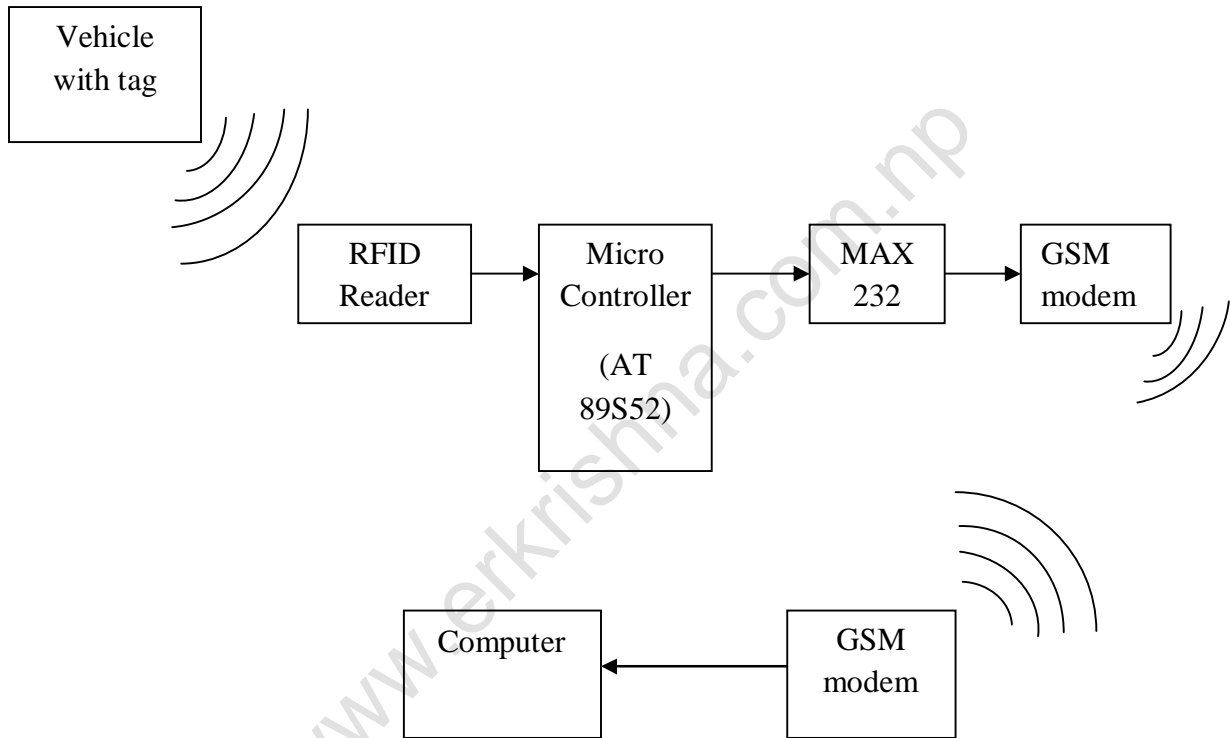 Vehicle
with tag
RFID
Reader
Micro
Controller
(AT
89S52)
MAX
232
GSM
modem
Computer
GSM
modem
www.erkrishna.com.np